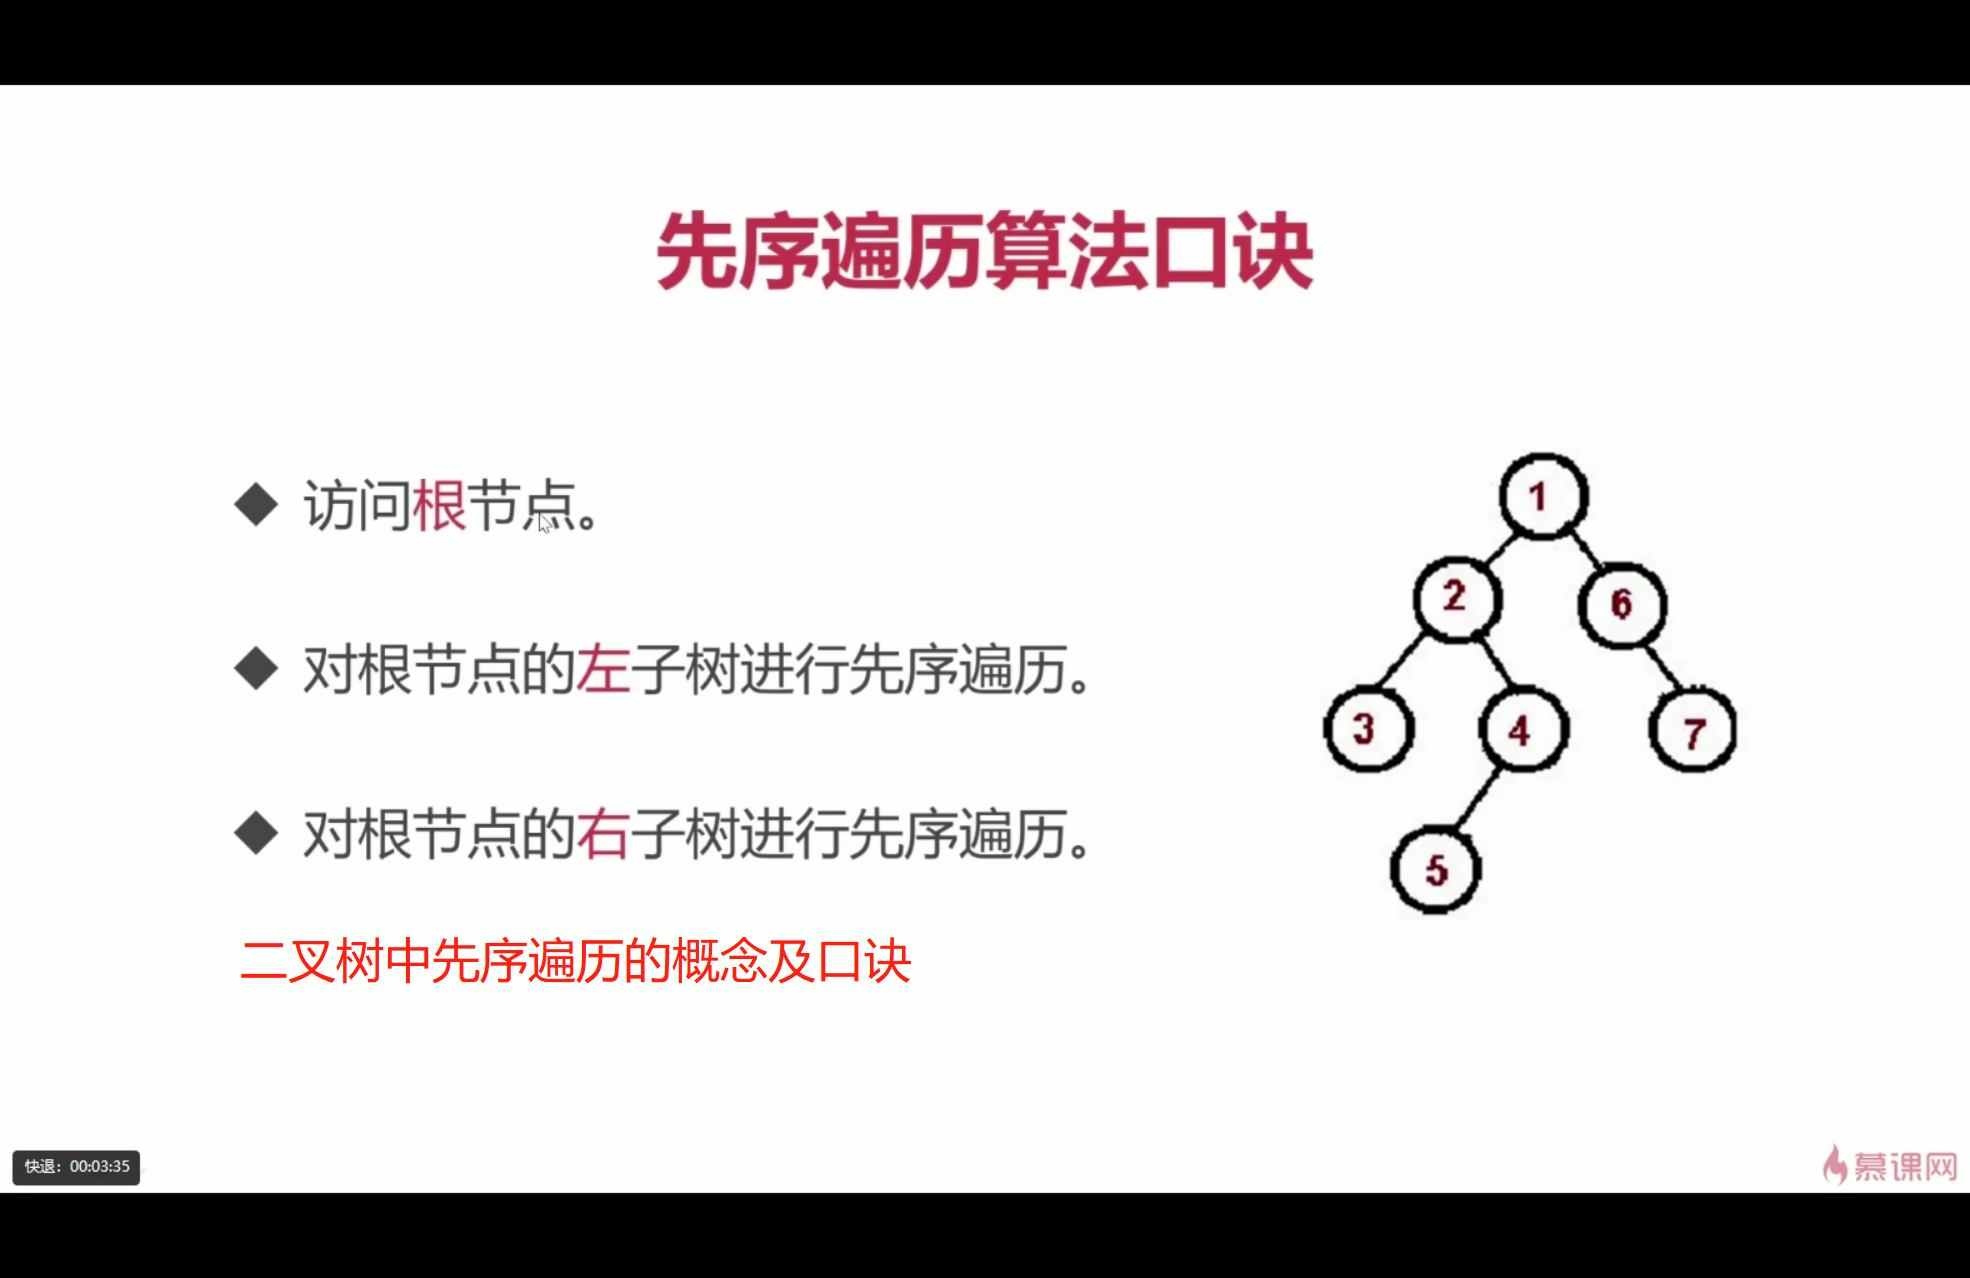 先序遍历算法口诀
访问根节点。
对根节点的左子树进行先序遍历。
对根节点的右子树进行先序遍历。
二叉树中先序遍历的概念及口诀
1
2
6
3
4
7
5
快退：00:03:35
慕课网